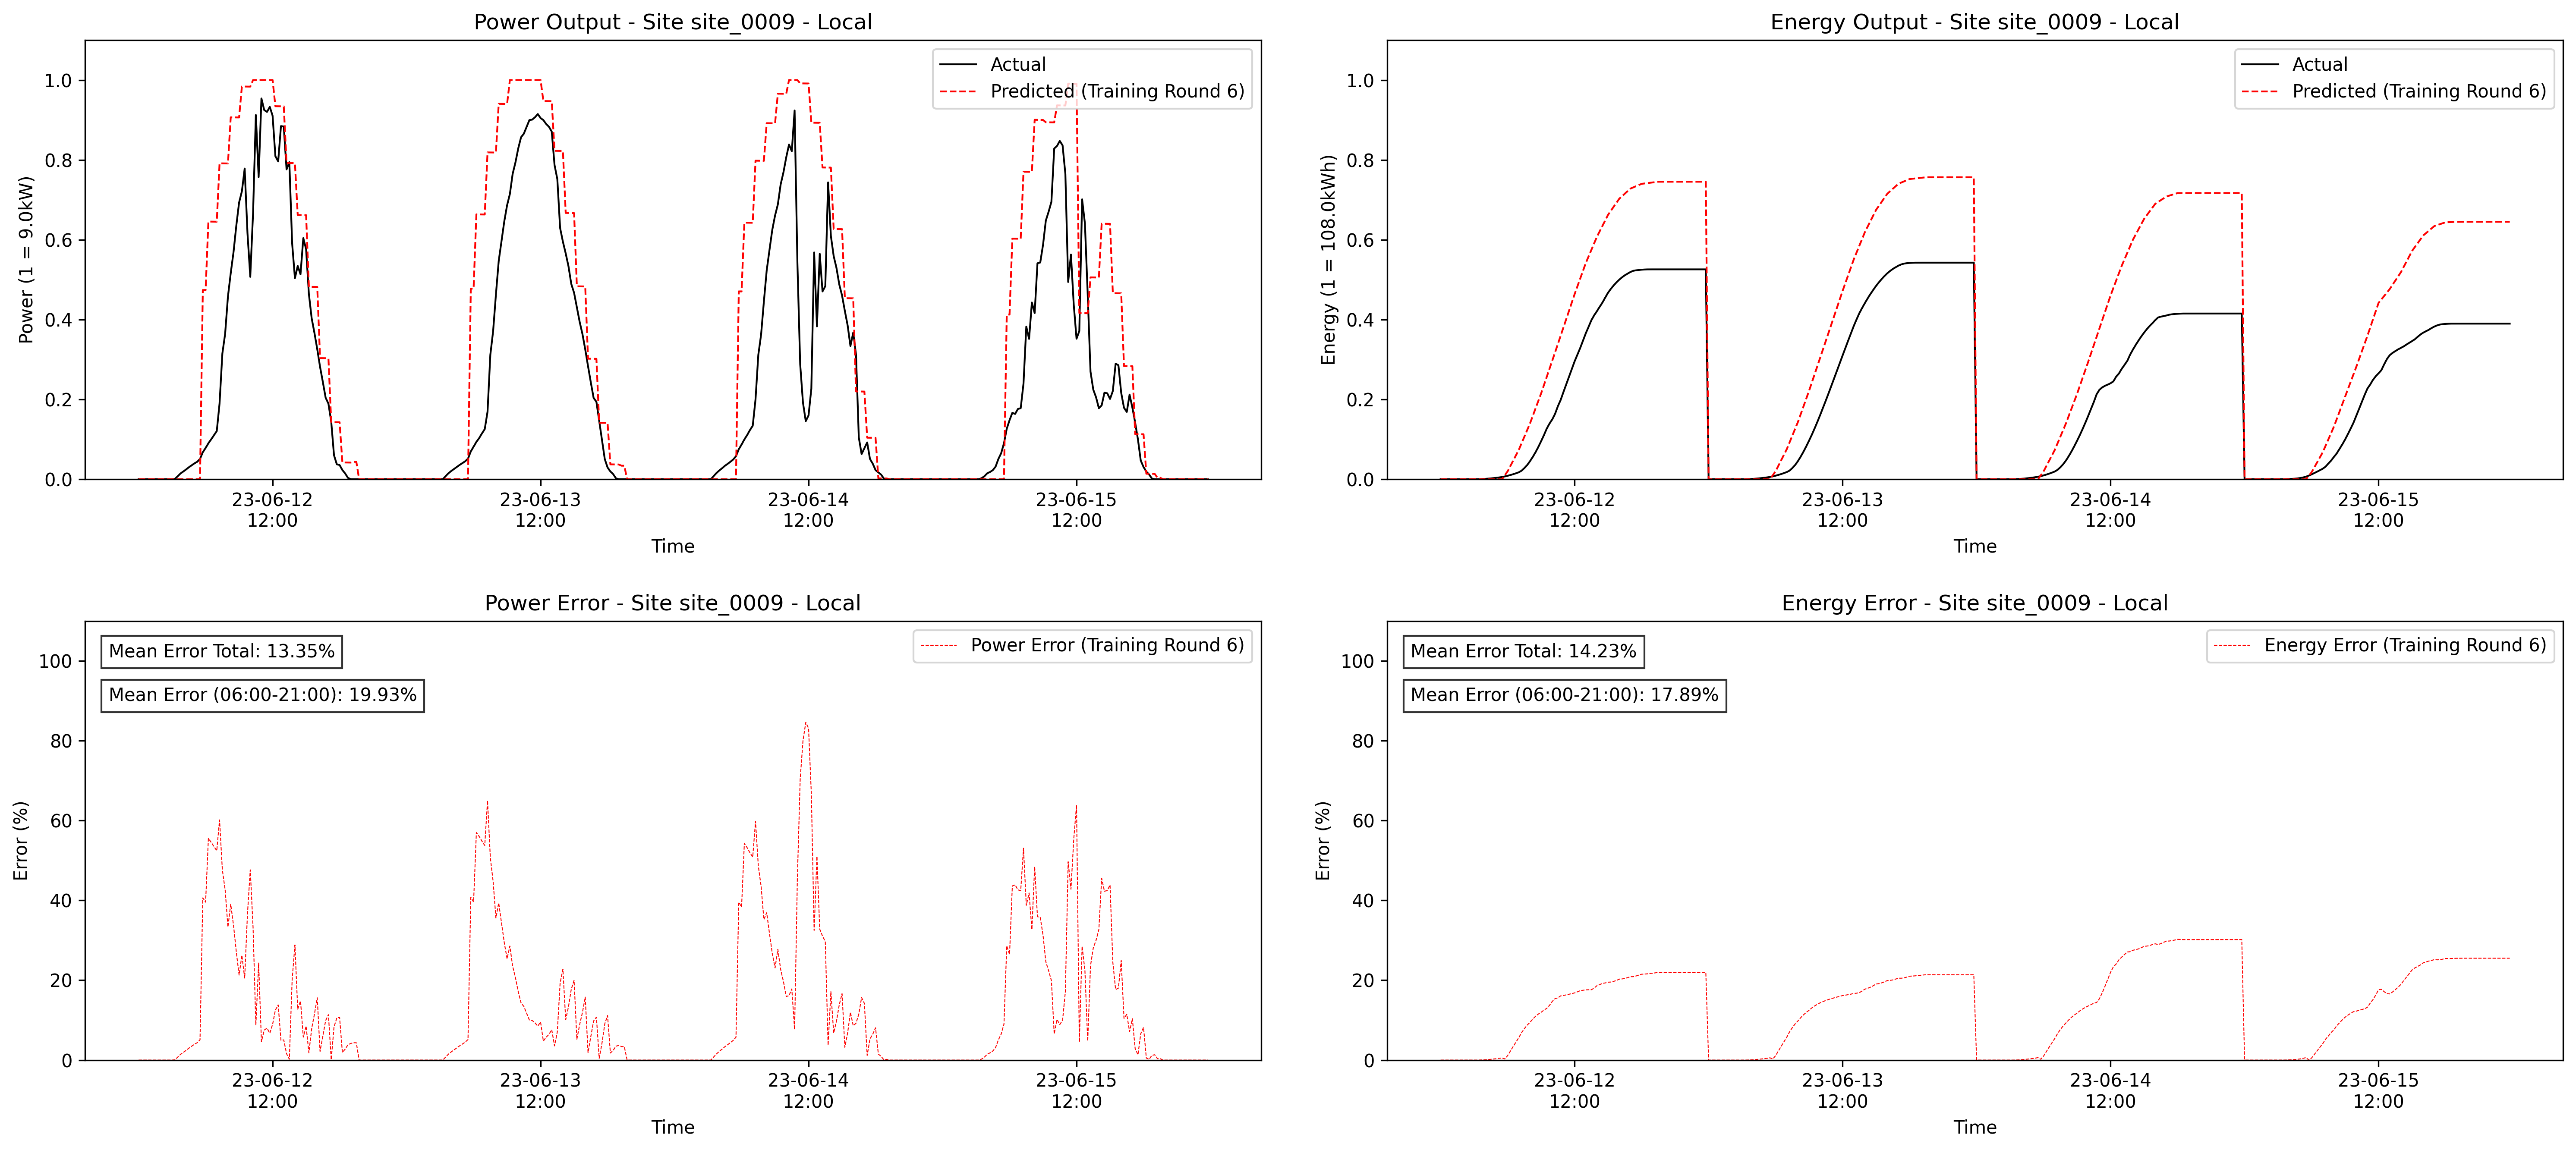 Power Output - Site site_0009 - Local
Power (1 = 9.0kW)
1.0
0.8
0.6
0.4
0.2
0.0
Actual
Predicted (Training Round 6)
23-06-12
12:00
23-06-13
12:00
23-06-14
12:00
23-06-15
12:00
Time
Energy Output - Site site_0009 - Local
Energy (1 = 108.0kWh)
1.0
0.8
0.6
0.4
0.2
0.0
Actual
Predicted (Training Round 6)
23-06-12
12:00
23-06-13
12:00
23-06-14
12:00
23-06-15
12:00
Time
Power Error - Site site_0009 - Local
Error (%)
100
80
60
40
20
0
Mean Error Total: 13.35%
Mean Error (06:00-21:00): 19.93%
Power Error (Training Round 6)
23-06-12
12:00
23-06-13
12:00
23-06-14
12:00
23-06-15
12:00
Time
Energy Error - Site site_0009 - Local
Error (%)
100
80
60
40
20
0
Mean Error Total: 14.23%
Mean Error (06:00-21:00): 17.89%
Energy Error (Training Round 6)
23-06-12
12:00
23-06-13
12:00
23-06-14
12:00
23-06-15
12:00
Time